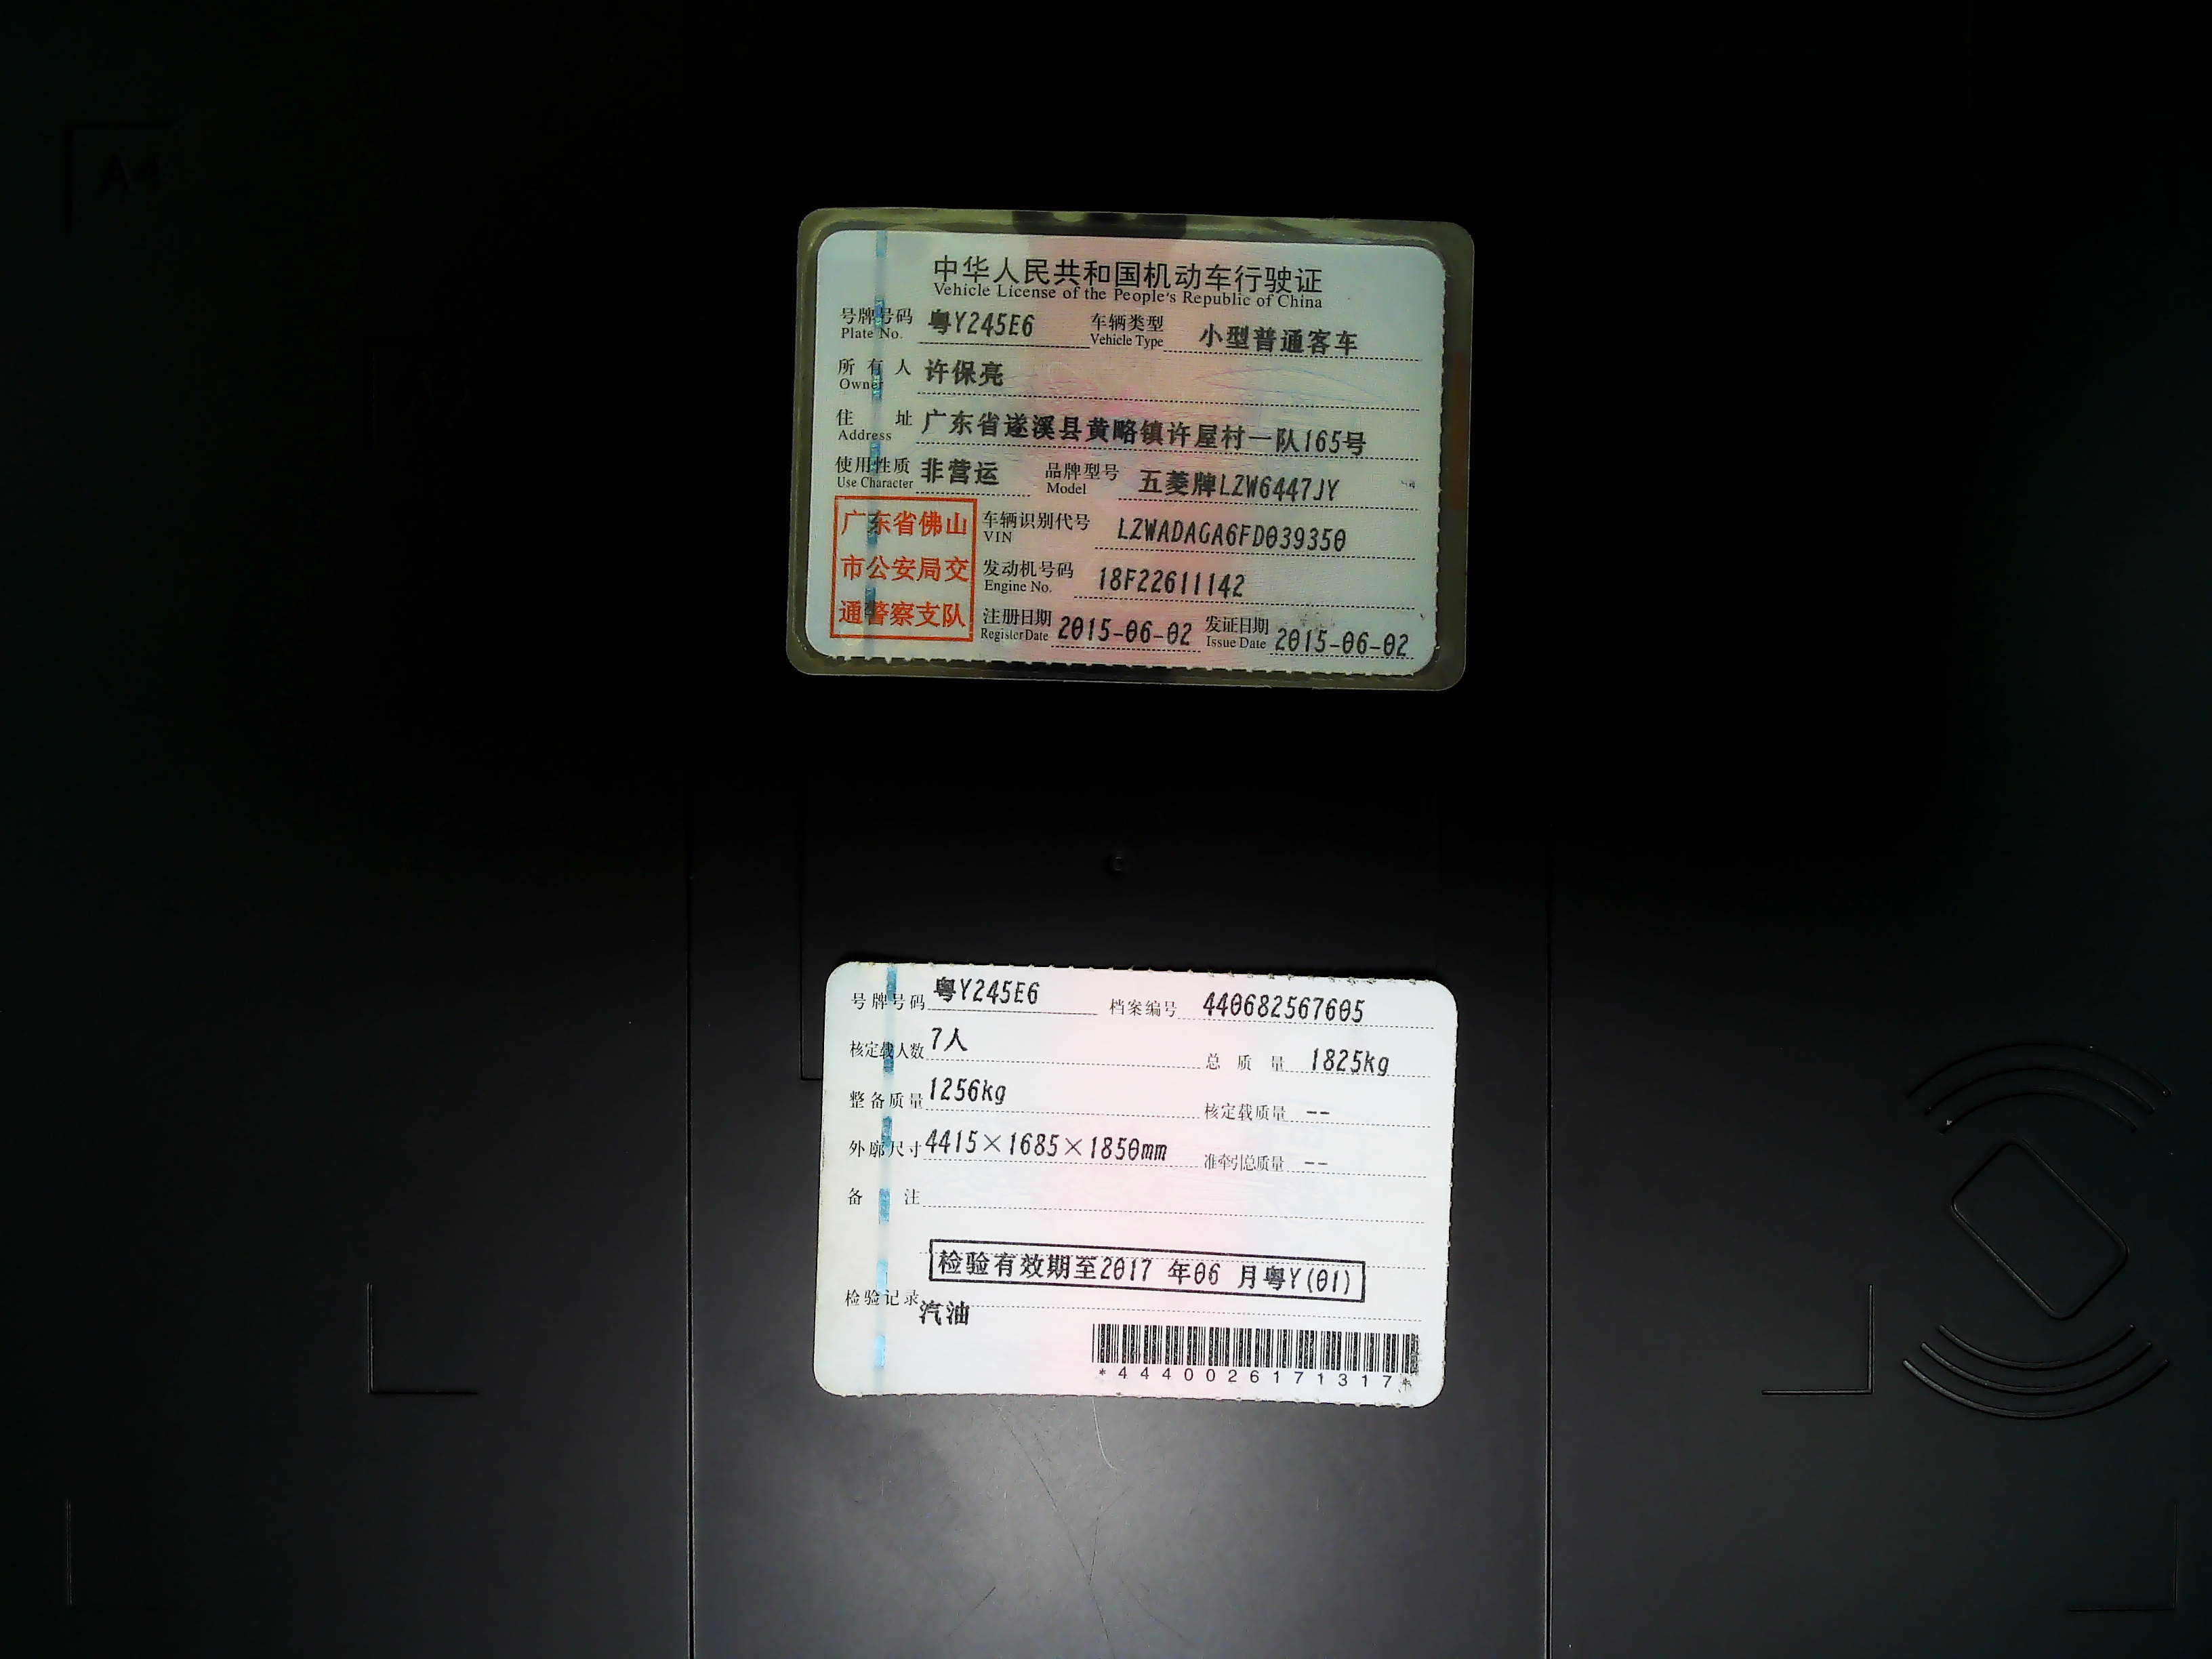 中华人民共和国机动车行驶证
Vehicle License of the People's Republic of China
号牌号码 粤Y245E6 车辆类型 小型普通客车
Plate No. Vehicle Type
所有人 许保亮
Owner
住址 广东省遂溪县黄略镇许屋村一队165号
Address
使用性质 非营运 品牌型号 五菱牌LZW6447JY
Use Character Model
广东省佛山
市公安局交
通警察支队
车辆识别代号 LZWADAGA6FD039350
VIN
发动机号码 18F22611142
Engine No.
注册日期 2015-06-02 发证日期 2015-06-02
Register Date Issue Date
号牌号码 粤Y245E6 档案编号 440682567605
核定载人数 7人 总质量 1825kg
整备质量 1256kg 核定载质量 --
外廓尺寸 4415×1685×1850mm 准牵引总质量 --
备注
检验有效期至2017 年06 月粤Y(01)
检验记录
汽油
*4440026171317*